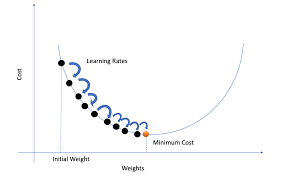 Learning Rates
Cost
Minimum Cost
Initial Weight
Weights